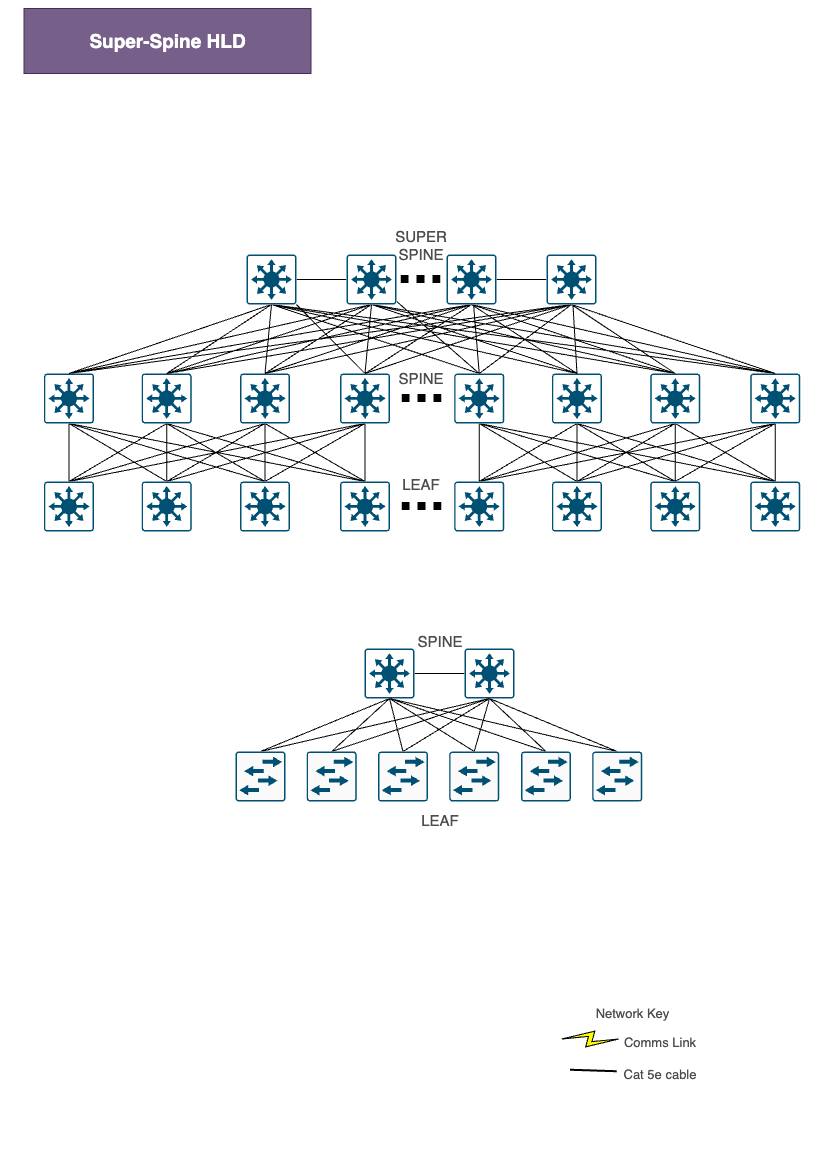 Super-Spine HLD
SUPER
SPINE
SPINE
LEAF
SPINE
LEAF
Network Key
Comms Link
Cat 5e cable